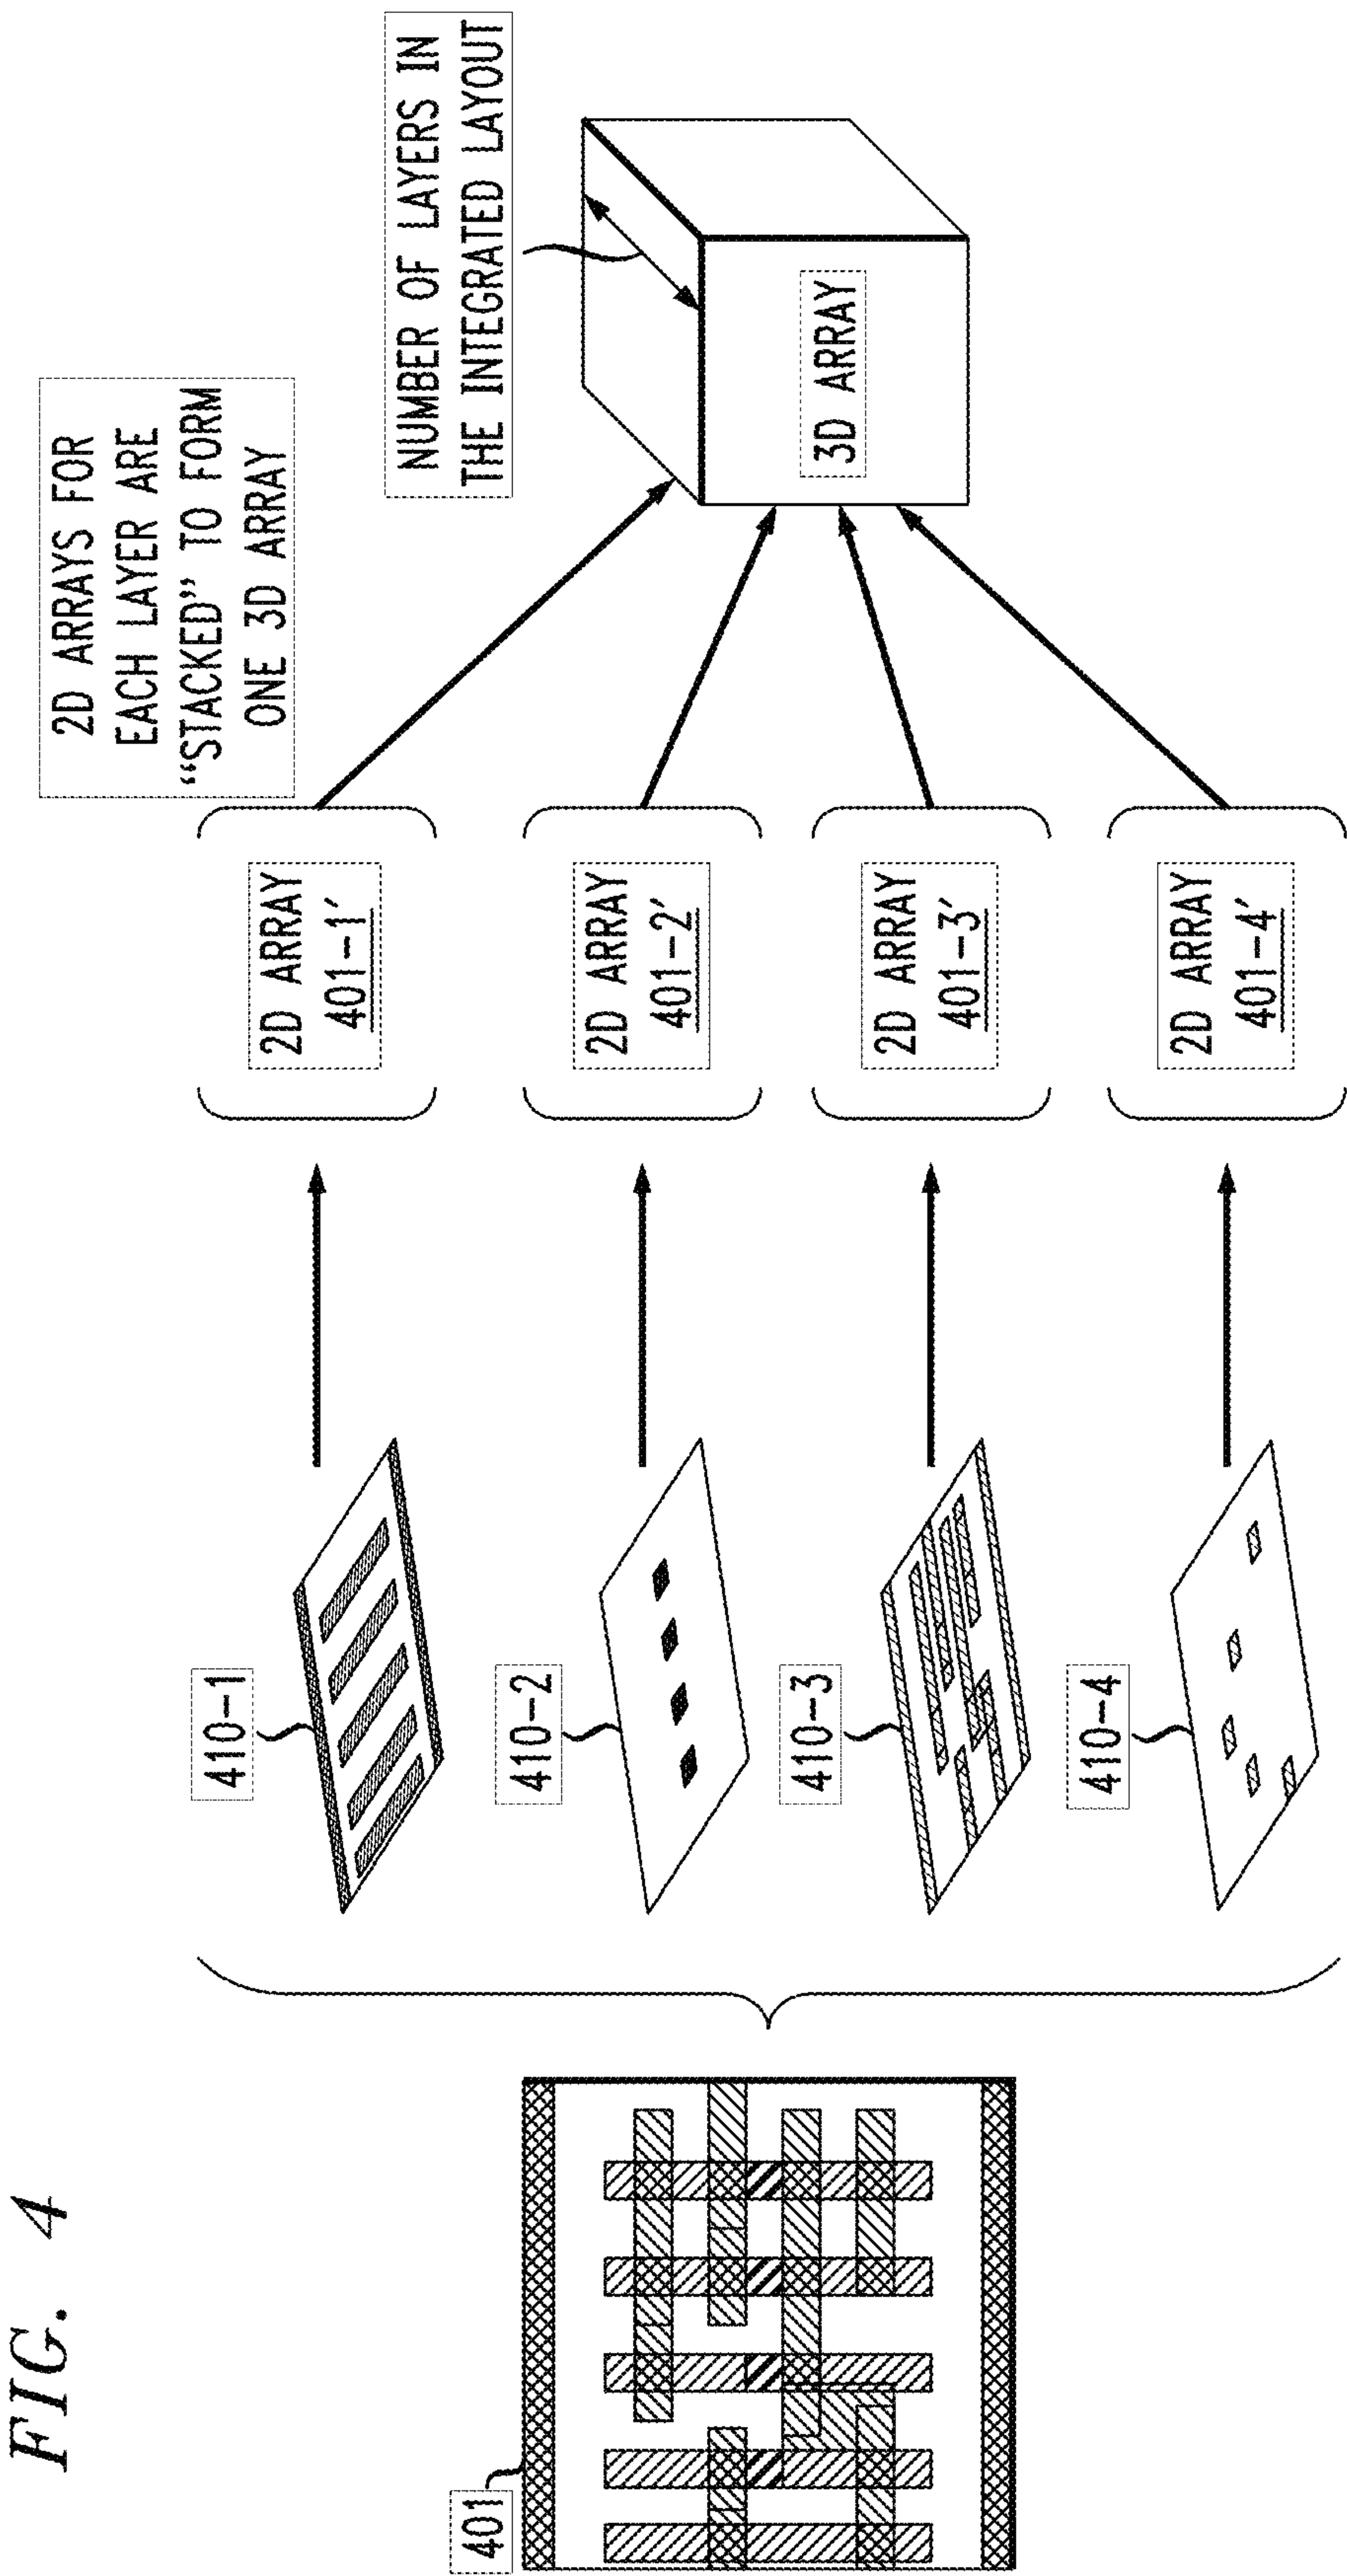 FIG. 4
401
410-1
410-2
410-3
410-4
2D ARRAY
401-1′
2D ARRAY
401-2′
2D ARRAY
401-3′
2D ARRAY
401-4′
2D ARRAYS FOR
EACH LAYER ARE
“STACKED” TO FORM
ONE 3D ARRAY
NUMBER OF LAYERS IN
THE INTEGRATED LAYOUT
3D ARRAY